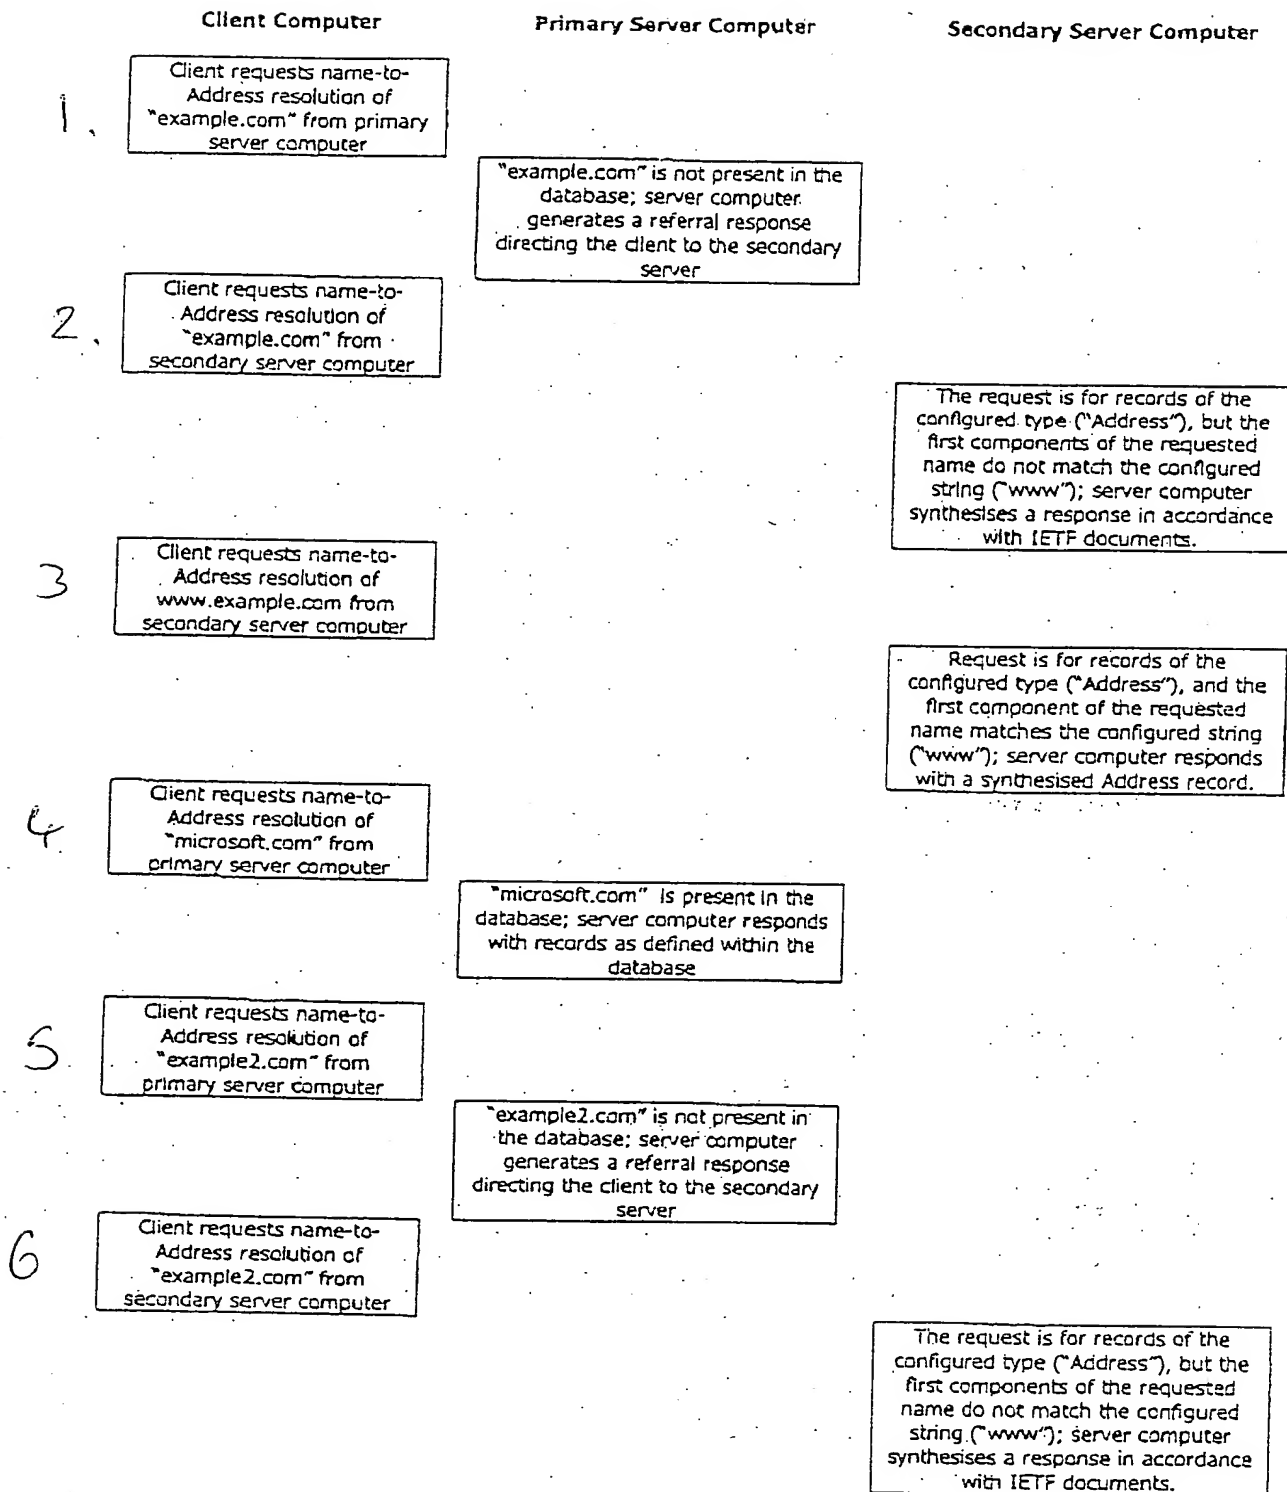 Client Computer
Primary Server Computer
Secondary Server Computer
1.
Client requests name-to-
Address resolution of
"example.com" from primary
server computer
"example.com" is not present in the
database; server computer
generates a referral response
directing the client to the secondary
server
2.
Client requests name-to-
Address resolution of
"example.com" from
secondary server computer
The request is for records of the
configured type ("Address"), but the
first components of the requested
name do not match the configured
string ("www"); server computer
synthesises a response in accordance
with IETF documents.
3
Client requests name-to-
Address resolution of
www.example.com from
secondary server computer
Request is for records of the
configured type ("Address"), and the
first component of the requested
name matches the configured string
("www"); server computer responds
with a synthesised Address record.
4
Client requests name-to-
Address resolution of
"microsoft.com" from
primary server computer
"microsoft.com" is present in the
database; server computer responds
with records as defined within the
database
5
Client requests name-to-
Address resolution of
"example2.com" from
primary server computer
"example2.com" is not present in
the database; server computer
generates a referral response
directing the client to the secondary
server
6
Client requests name-to-
Address resolution of
"example2.com" from
secondary server computer
The request is for records of the
configured type ("Address"), but the
first components of the requested
name do not match the configured
string ("www"); server computer
synthesises a response in accordance
with IETF documents.